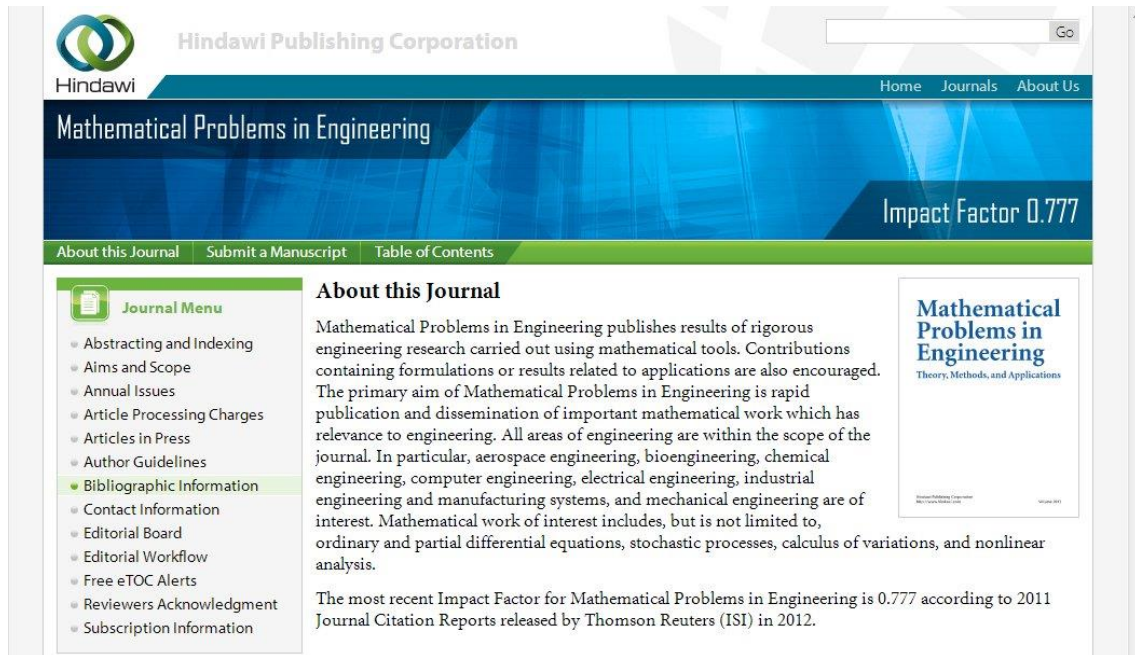 Hindawi Publishing Corporation
Go
Hindawi
Home Journals About Us
Mathematical Problems in Engineering
Impact Factor 0.777
About this Journal Submit a Manuscript Table of Contents
Journal Menu
Abstracting and Indexing
Aims and Scope
Annual Issues
Article Processing Charges
Articles in Press
Author Guidelines
Bibliographic Information
Contact Information
Editorial Board
Editorial Workflow
Free eTOC Alerts
Reviewers Acknowledgment
Subscription Information
About this Journal
Mathematical Problems in Engineering publishes results of rigorous
engineering research carried out using mathematical tools. Contributions
containing formulations or results related to applications are also encouraged.
The primary aim of Mathematical Problems in Engineering is rapid
publication and dissemination of important mathematical work which has
relevance to engineering. All areas of engineering are within the scope of the
journal. In particular, aerospace engineering, bioengineering, chemical
engineering, computer engineering, electrical engineering, industrial
engineering and manufacturing systems, and mechanical engineering are of
interest. Mathematical work of interest includes, but is not limited to,
ordinary and partial differential equations, stochastic processes, calculus of variations, and nonlinear
analysis.
The most recent Impact Factor for Mathematical Problems in Engineering is 0.777 according to 2011
Journal Citation Reports released by Thomson Reuters (ISI) in 2012.
Mathematical
Problems in
Engineering
Theory, Methods, and Applications
Hindawi Publishing Corporation